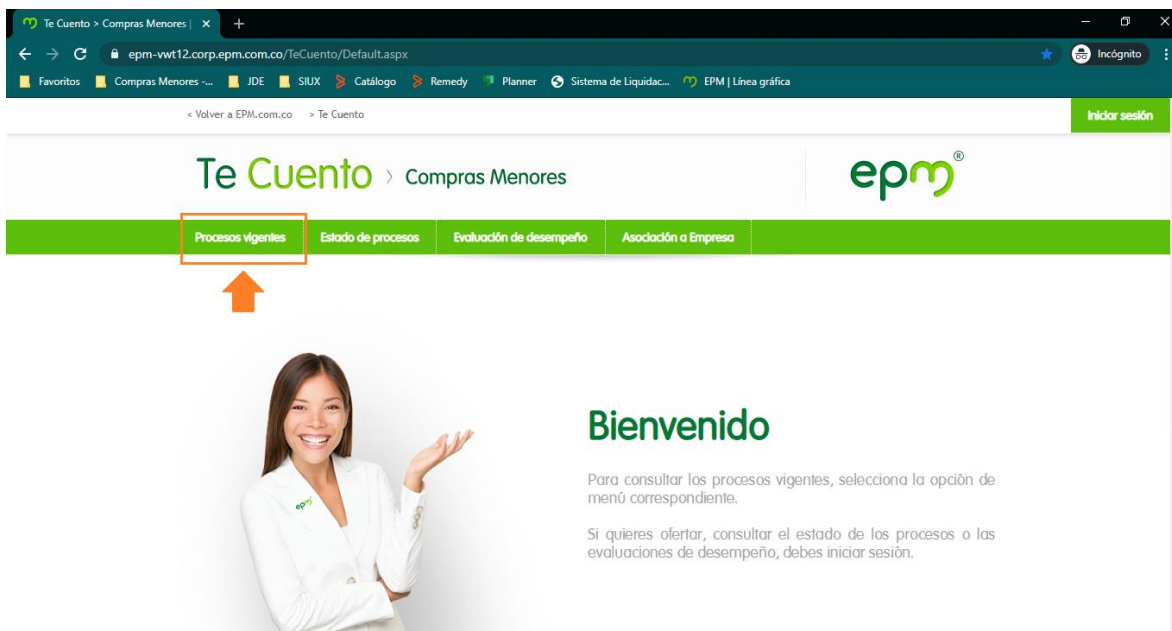 Te Cuento > Compras Menores |
epm-vwt12.corp.epm.com.co/TeCuento/Default.aspx
Incógnito
Favoritos Compras Menores -... JDE SIUX Catálogo Remedy Planner Sistema de Liquidac... EPM | Línea gráfica
< Volver a EPM.com.co > Te Cuento
Iniciar sesión
Te Cuento > Compras Menores
epm®
Procesos vigentes Estado de procesos Evaluación de desempeño Asociación a Empresa
Bienvenido
Para consultar los procesos vigentes, selecciona la opción de
menú correspondiente.
Si quieres ofertar, consultar el estado de los procesos o las
evaluaciones de desempeño, debes iniciar sesión.
epm